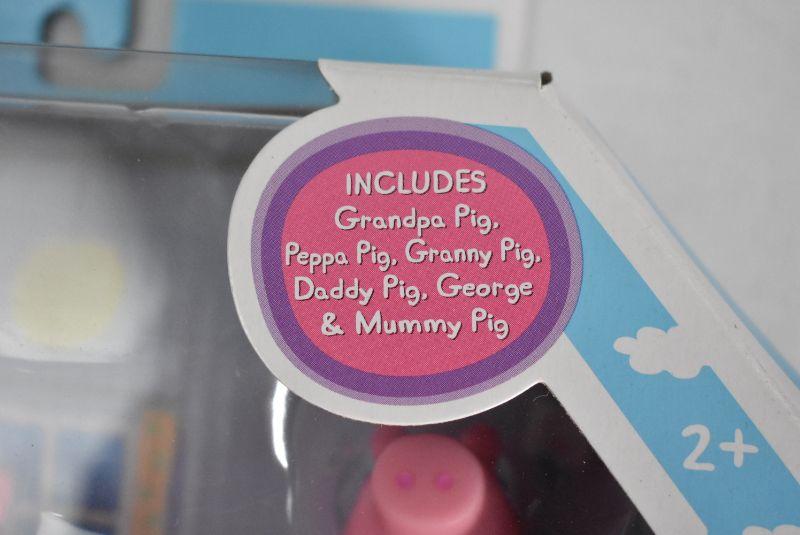 INCLUDES
Grandpa Pig,
Peppa Pig, Granny Pig,
Daddy Pig, George
& Mummy Pig
2+